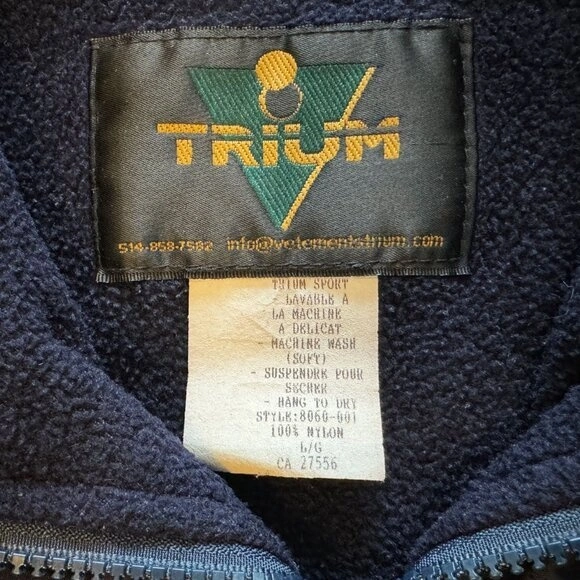 TRIUM
514-858-7582 info@vetementstrium.com
TRIUM SPORT
- LAVABLE A
LA MACHINE
A DELICAT
- MACHINE WASH
(SOFT)
- SUSPENDRE POUR
SECHER
- HANG TO DRY
STYLE:8060-001
100% NYLON
L/G
CA 27556